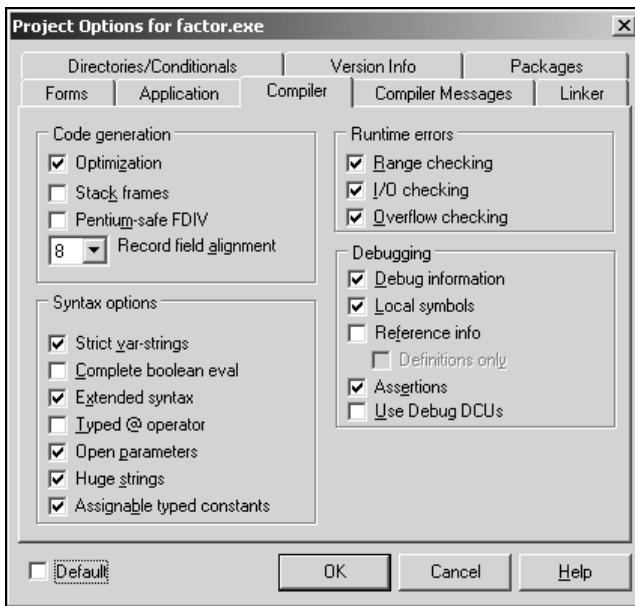 Project Options for factor.exe
Directories/Conditionals Version Info Packages
Forms Application Compiler Compiler Messages Linker
Code generation
Optimization
Stack frames
Pentium-safe FDIV
8 Record field alignment
Syntax options
Strict var-strings
Complete boolean eval
Extended syntax
Typed @ operator
Open parameters
Huge strings
Assignable typed constants
Runtime errors
Range checking
I/O checking
Overflow checking
Debugging
Debug information
Local symbols
Reference info
Definitions only
Assertions
Use Debug DCUs
Default OK Cancel Help